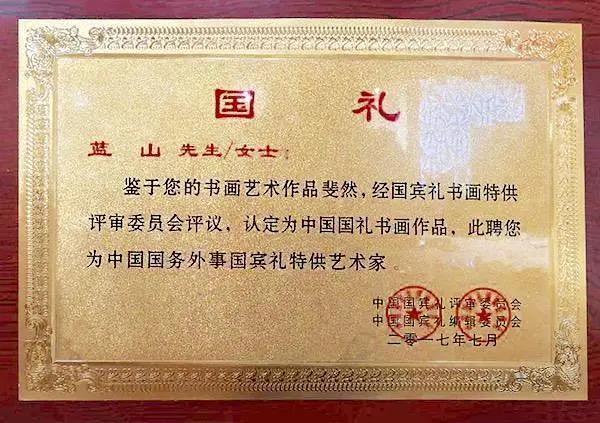 国 礼
蓝 山 先生/女士:
鉴于您的书画艺术作品斐然,经国宾礼书画特供
评审委员会评议,认定为中国国礼书画作品,此聘您
为中国国务外事国宾礼特供艺术家。
中国国宾礼评审委员会
中国国宾礼编辑委员会
二零一七年七月